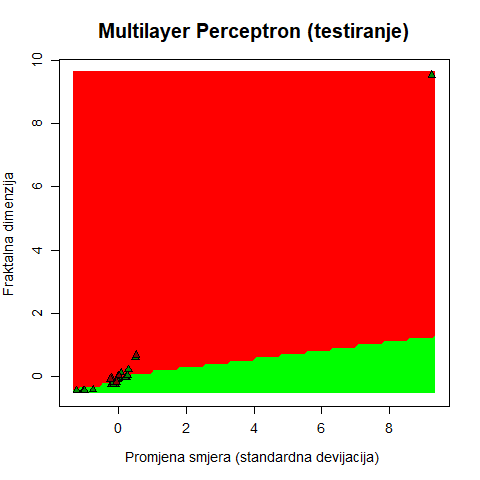 Multilayer Perceptron (testiranje)
Fraktalna dimenzija
10
8
6
4
2
0
0 2 4 6 8
Promjena smjera (standardna devijacija)